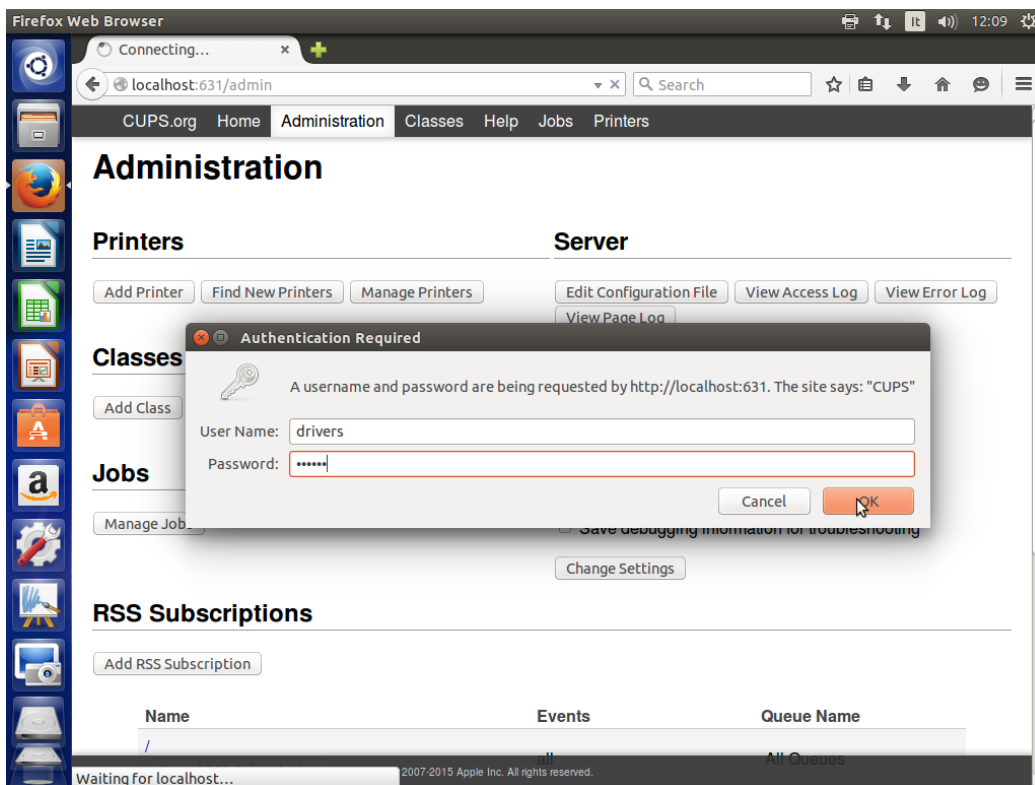 Firefox Web Browser
It
12:09
Connecting...
localhost:631/admin
Search
CUPS.org Home Administration Classes Help Jobs Printers
Administration
Printers
Add Printer Find New Printers Manage Printers
Server
Edit Configuration File View Access Log View Error Log
View Page Log
Authentication Required
A username and password are being requested by http://localhost:631. The site says: "CUPS"
User Name: drivers
Password: ••••••
Cancel OK
Classes
Add Class
Jobs
Manage Jobs
Save debugging information for troubleshooting
Change Settings
RSS Subscriptions
Add RSS Subscription
Name Events Queue Name
/ all All Queues
2007-2015 Apple Inc. All rights reserved.
Waiting for localhost...